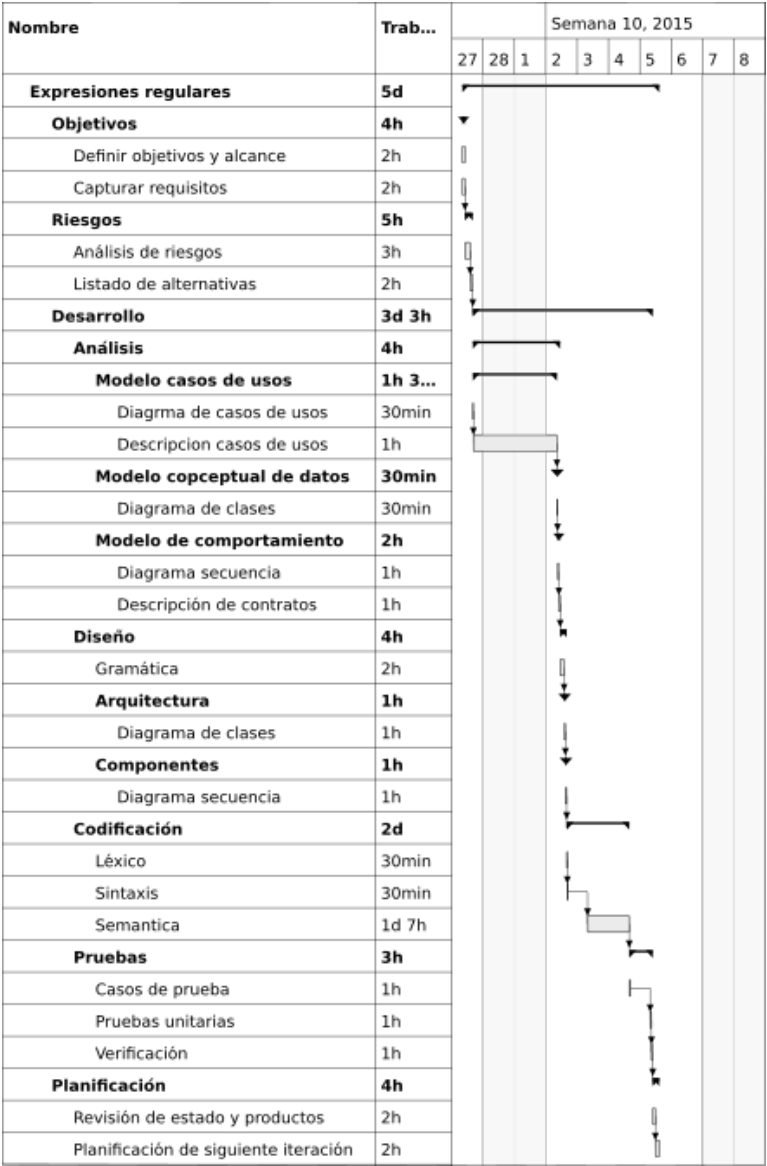 Nombre Trab... Semana 10, 2015
27 28 1 2 3 4 5 6 7 8
Expresiones regulares 5d
Objetivos 4h
Definir objetivos y alcance 2h
Capturar requisitos 2h
Riesgos 5h
Análisis de riesgos 3h
Listado de alternativas 2h
Desarrollo 3d 3h
Análisis 4h
Modelo casos de usos 1h 3...
Diagrma de casos de usos 30min
Descripcion casos de usos 1h
Modelo copceptual de datos 30min
Diagrama de clases 30min
Modelo de comportamiento 2h
Diagrama secuencia 1h
Descripción de contratos 1h
Diseño 4h
Gramática 2h
Arquitectura 1h
Diagrama de clases 1h
Componentes 1h
Diagrama secuencia 1h
Codificación 2d
Léxico 30min
Sintaxis 30min
Semantica 1d 7h
Pruebas 3h
Casos de prueba 1h
Pruebas unitarias 1h
Verificación 1h
Planificación 4h
Revisión de estado y productos 2h
Planificación de siguiente iteración 2h